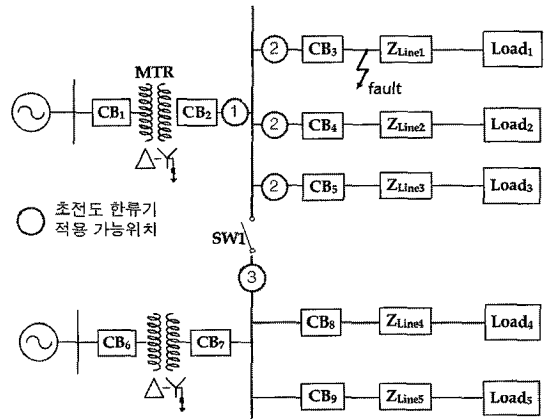 2 CB3 ZLine1 Load1
fault
MTR
CB1 CB2 1
2 CB4 ZLine2 Load2
Δ-Y
2 CB5 ZLine3 Load3
초전도 한류기
적용 가능위치
SW1
3
CB6 CB7
CB8 ZLine4 Load4
Δ-Y
CB9 ZLine5 Load5